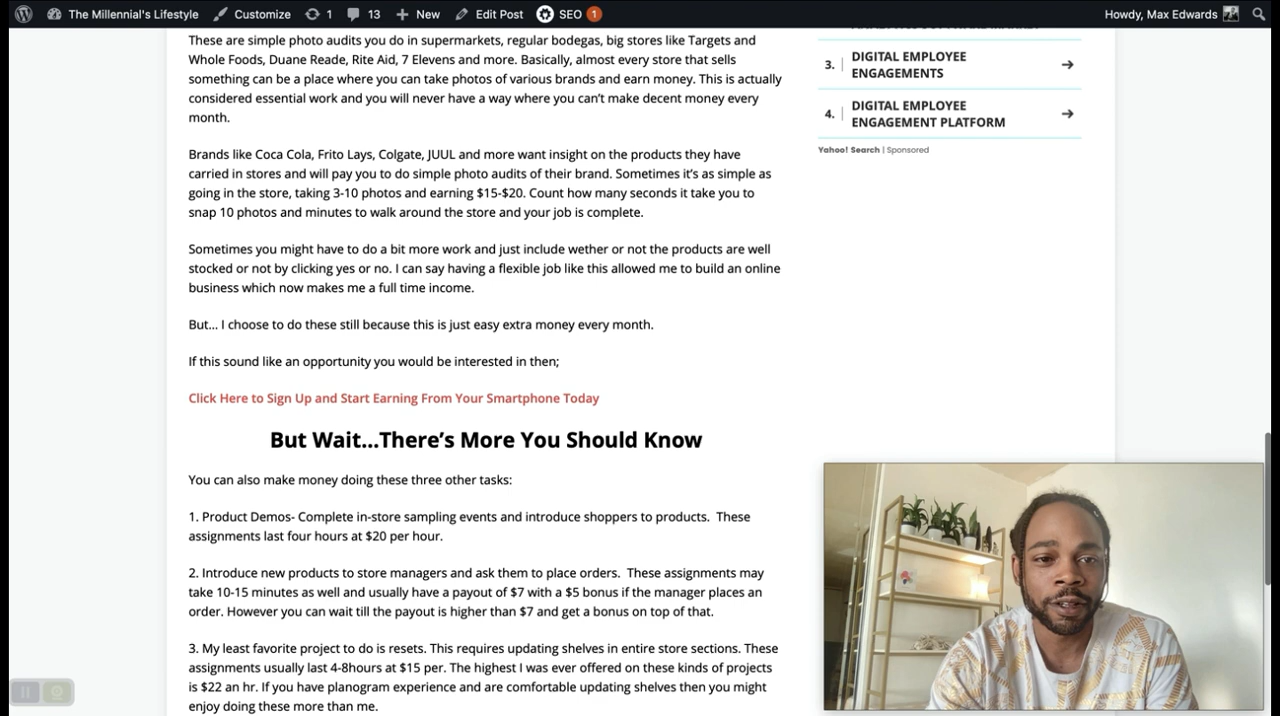 The Millennial's Lifestyle Customize 1 13 New Edit Post SEO 1 Howdy, Max Edwards
These are simple photo audits you do in supermarkets, regular bodegas, big stores like Targets and
Whole Foods, Duane Reade, Rite Aid, 7 Elevens and more. Basically, almost every store that sells
something can be a place where you can take photos of various brands and earn money. This is actually
considered essential work and you will never have a way where you can't make decent money every
month.
Brands like Coca Cola, Frito Lays, Colgate, JUUL and more want insight on the products they have
carried in stores and will pay you to do simple photo audits of their brand. Sometimes it's as simple as
going in the store, taking 3-10 photos and earning $15-$20. Count how many seconds it take you to
snap 10 photos and minutes to walk around the store and your job is complete.
Sometimes you might have to do a bit more work and just include wether or not the products are well
stocked or not by clicking yes or no. I can say having a flexible job like this allowed me to build an online
business which now makes me a full time income.
But... I choose to do these still because this is just easy extra money every month.
If this sound like an opportunity you would be interested in then;
Click Here to Sign Up and Start Earning From Your Smartphone Today
But Wait...There's More You Should Know
You can also make money doing these three other tasks:
1. Product Demos- Complete in-store sampling events and introduce shoppers to products. These
assignments last four hours at $20 per hour.
2. Introduce new products to store managers and ask them to place orders. These assignments may
take 10-15 minutes as well and usually have a payout of $7 with a $5 bonus if the manager places an
order. However you can wait till the payout is higher than $7 and get a bonus on top of that.
3. My least favorite project to do is resets. This requires updating shelves in entire store sections. These
assignments usually last 4-8hours at $15 per. The highest I was ever offered on these kinds of projects
is $22 an hr. If you have planogram experience and are comfortable updating shelves then you might
enjoy doing these more than me.
3. DIGITAL EMPLOYEE
ENGAGEMENTS
4. DIGITAL EMPLOYEE
ENGAGEMENT PLATFORM
Yahoo! Search | Sponsored